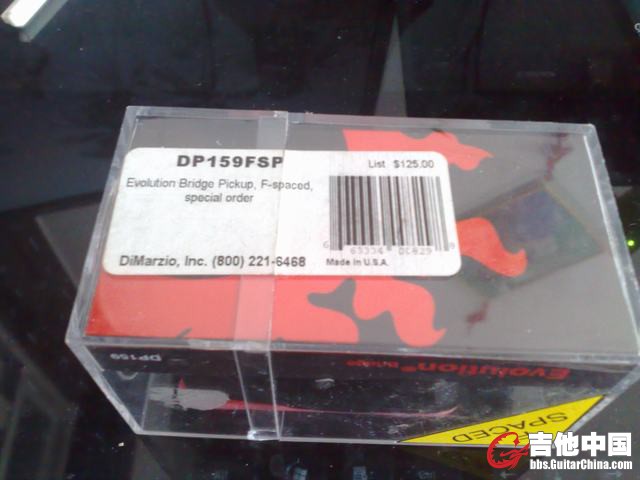 DP159FSP
List $125.00
Evolution Bridge Pickup, F-spaced,
special order
DiMarzio, Inc. (800) 221-6468
Made in U.S.A.
DP159
Evolution® Bridge
SPACED
吉他中国
bbs.GuitarChina.com